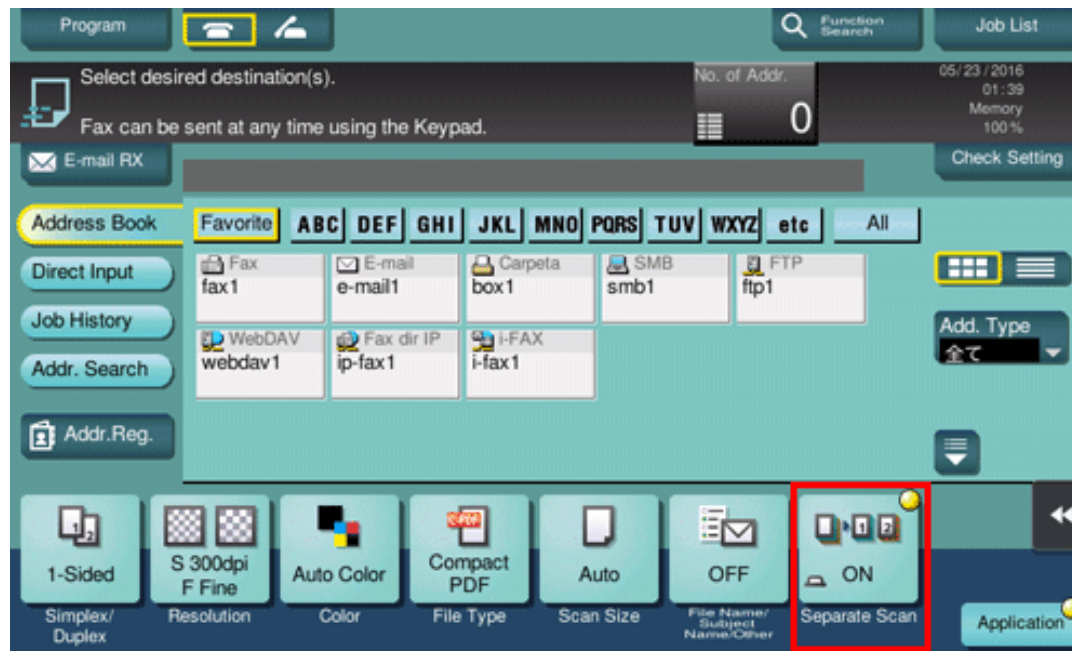 Program
Function
Search
Job List
Select desired destination(s).
No. of Addr.
05/23/2016
01:39
Fax can be sent at any time using the Keypad.
0
Memory
100%
E-mail RX
Check Setting
Address Book
Favorite ABC DEF GHI JKL MNO PQRS TUV WXYZ etc All
Direct Input
Fax E-mail Carpeta SMB FTP
fax1 e-mail1 box1 smb1 ftp1
Job History
Add. Type
全て
WebDAV Fax dir IP i-FAX
webdav1 ip-fax1 i-fax1
Addr. Search
Addr.Reg.
1 2
C-PDF
1 2
1-Sided
S 300dpi
F Fine
Auto Color
Compact
PDF
Auto
OFF
ON
Simplex/
Duplex
Resolution
Color
File Type
Scan Size
File Name/
Subject
Name/Other
Separate Scan
Application